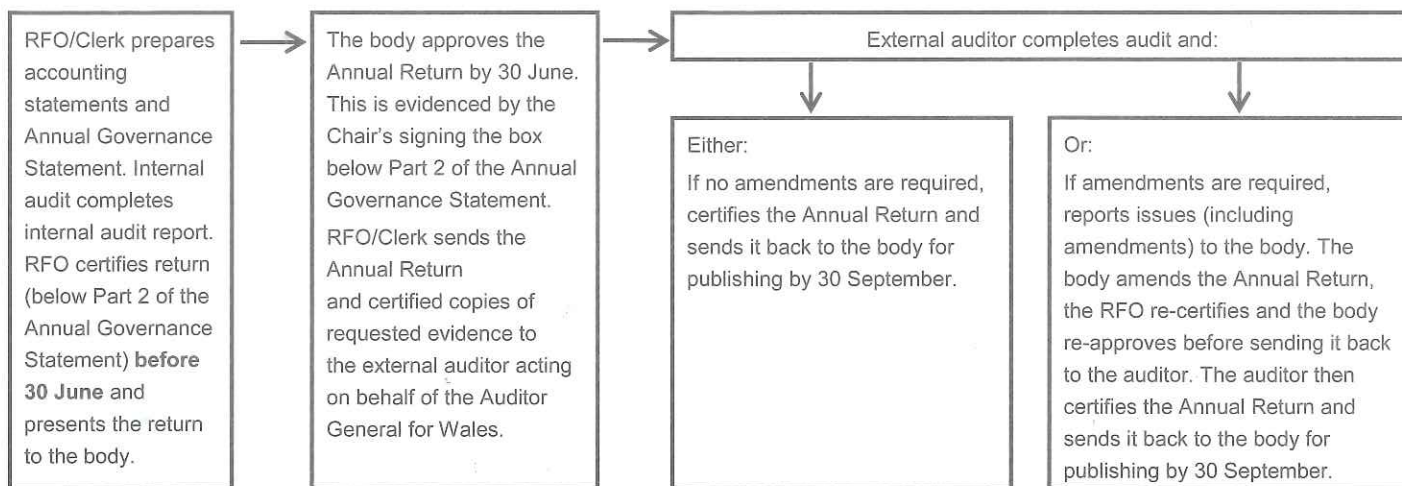 RFO/Clerk prepares
accounting
statements and
Annual Governance
Statement. Internal
audit completes
internal audit report.
RFO certifies return
(below Part 2 of the
Annual Governance
Statement) before
30 June and
presents the return
to the body.
The body approves the
Annual Return by 30 June.
This is evidenced by the
Chair's signing the box
below Part 2 of the Annual
Governance Statement.
RFO/Clerk sends the
Annual Return
and certified copies of
requested evidence to
the external auditor acting
on behalf of the Auditor
General for Wales.
External auditor completes audit and:
Either:
If no amendments are required,
certifies the Annual Return and
sends it back to the body for
publishing by 30 September.
Or:
If amendments are required,
reports issues (including
amendments) to the body. The
body amends the Annual Return,
the RFO re-certifies and the body
re-approves before sending it back
to the auditor. The auditor then
certifies the Annual Return and
sends it back to the body for
publishing by 30 September.